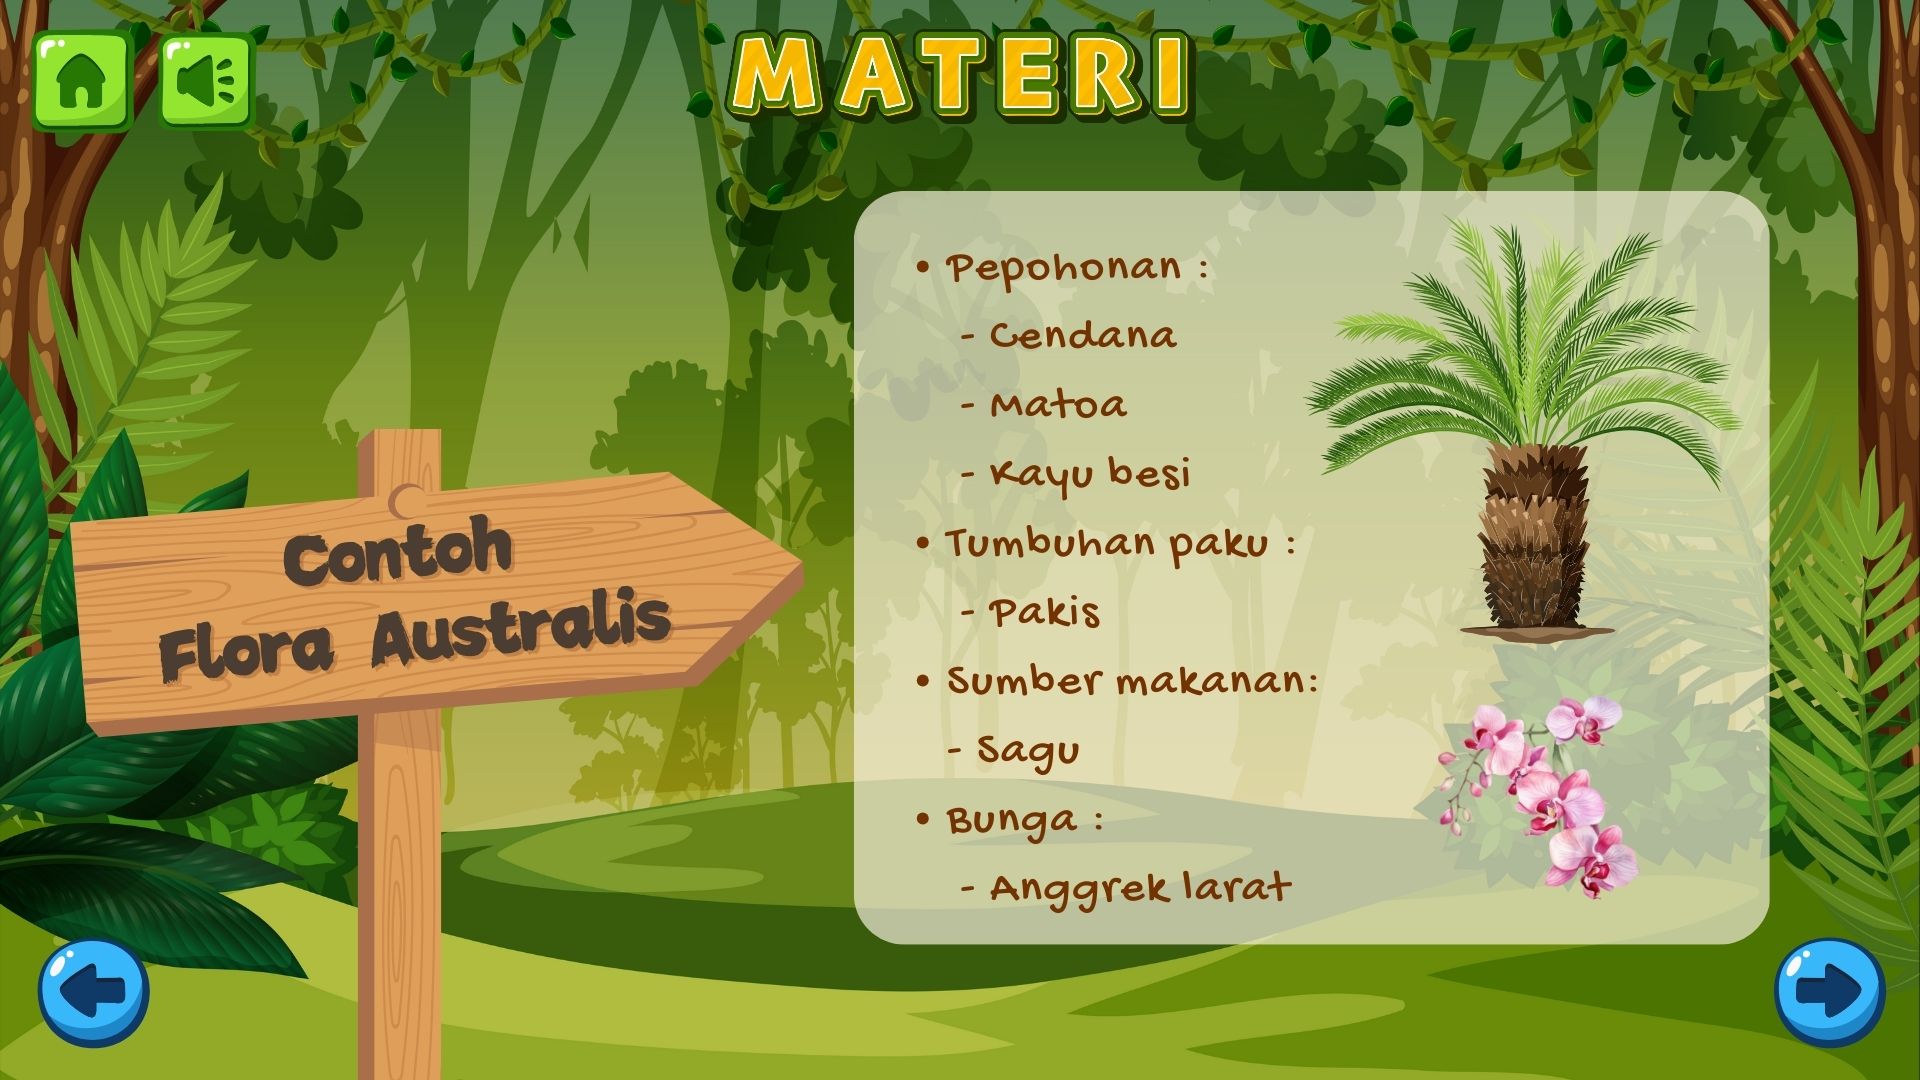 MATERI
Contoh
Flora Australis
• Pepohonan :
- Cendana
- Matoa
- Kayu besi
• Tumbuhan paku :
- Pakis
• Sumber makanan:
- Sagu
• Bunga :
- Anggrek larat